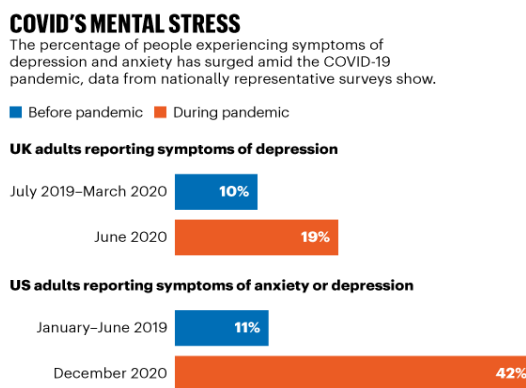 COVID'S MENTAL STRESS
The percentage of people experiencing symptoms of
depression and anxiety has surged amid the COVID-19
pandemic, data from nationally representative surveys show.
Before pandemic During pandemic
UK adults reporting symptoms of depression
July 2019–March 2020 10%
June 2020 19%
US adults reporting symptoms of anxiety or depression
January–June 2019 11%
December 2020 42%